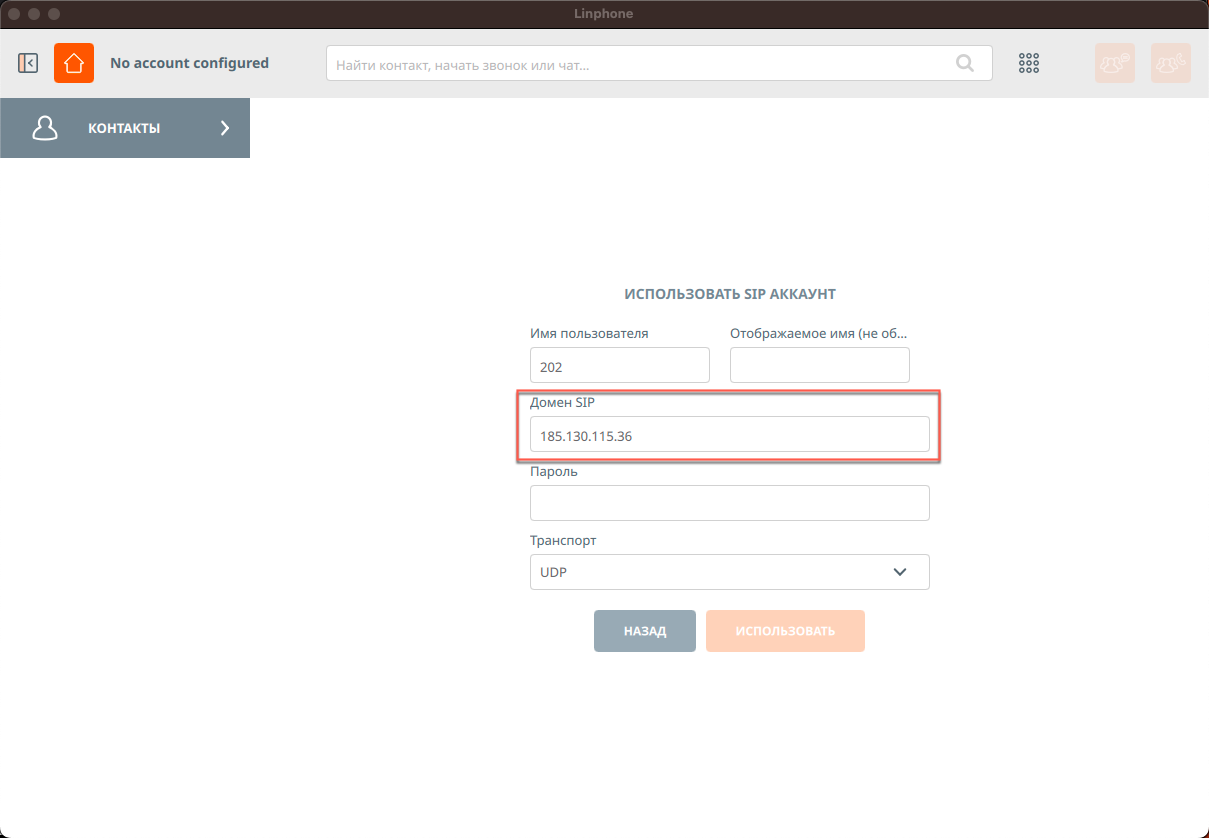 Linphone
No account configured
Найти контакт, начать звонок или чат...
КОНТАКТЫ
ИСПОЛЬЗОВАТЬ SIP АККАУНТ
Имя пользователя
Отображаемое имя (не об...
202
Домен SIP
185.130.115.36
Пароль
Транспорт
UDP
НАЗАД
ИСПОЛЬЗОВАТЬ